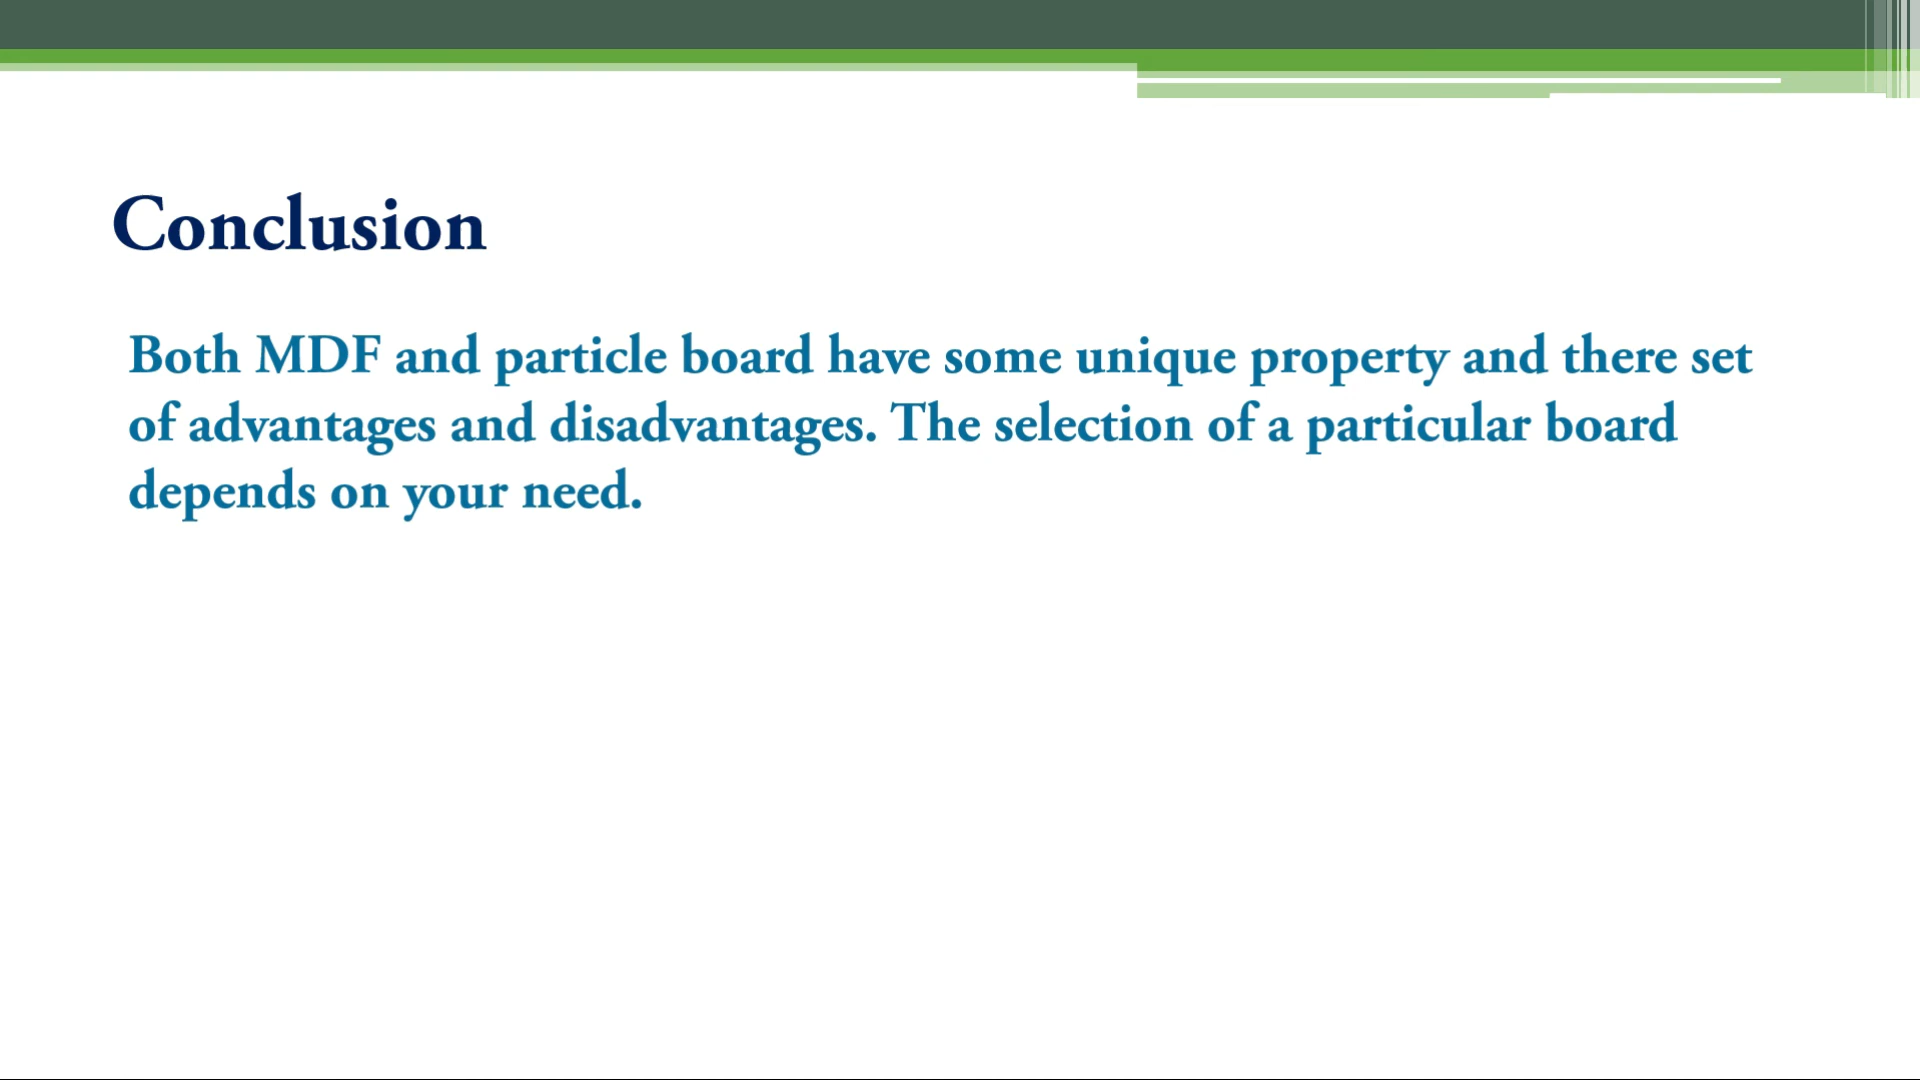 Conclusion
Both MDF and particle board have some unique property and there set
of advantages and disadvantages. The selection of a particular board
depends on your need.